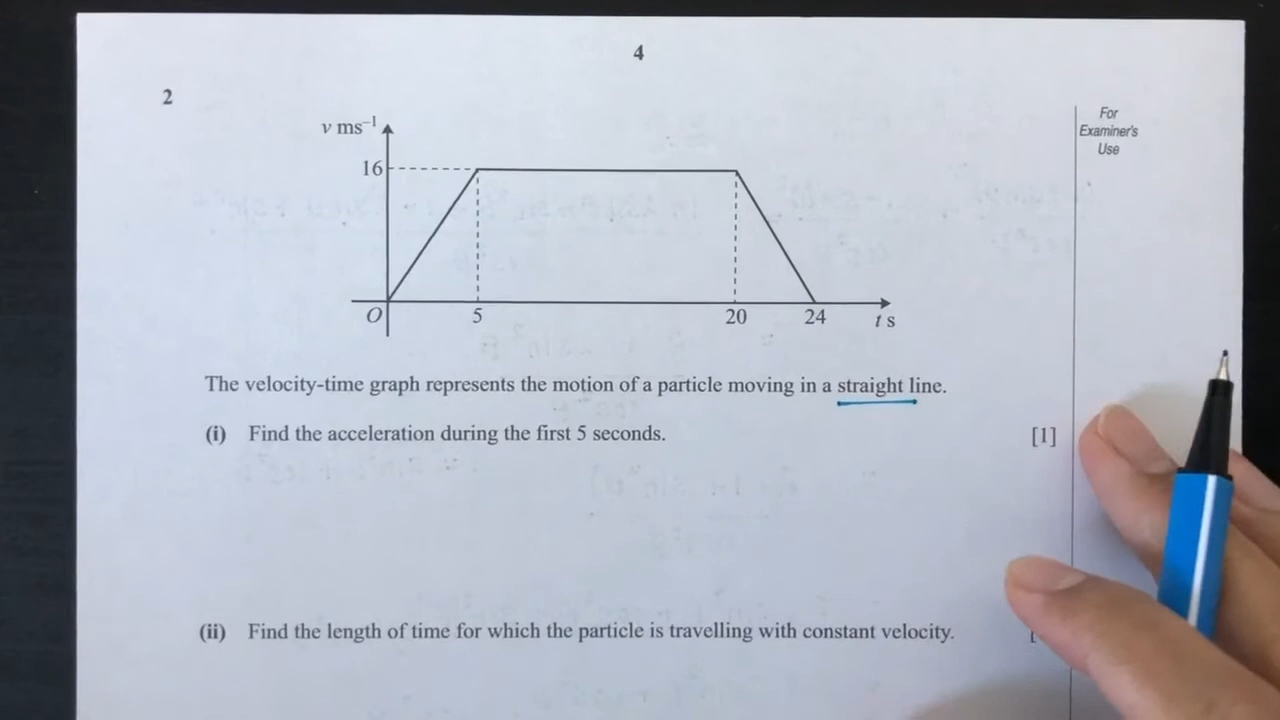 4
2
For
Examiner's
Use
v ms⁻¹
16
O
5
20
24
t s
The velocity-time graph represents the motion of a particle moving in a straight line.
(i) Find the acceleration during the first 5 seconds. [1]
(ii) Find the length of time for which the particle is travelling with constant velocity.